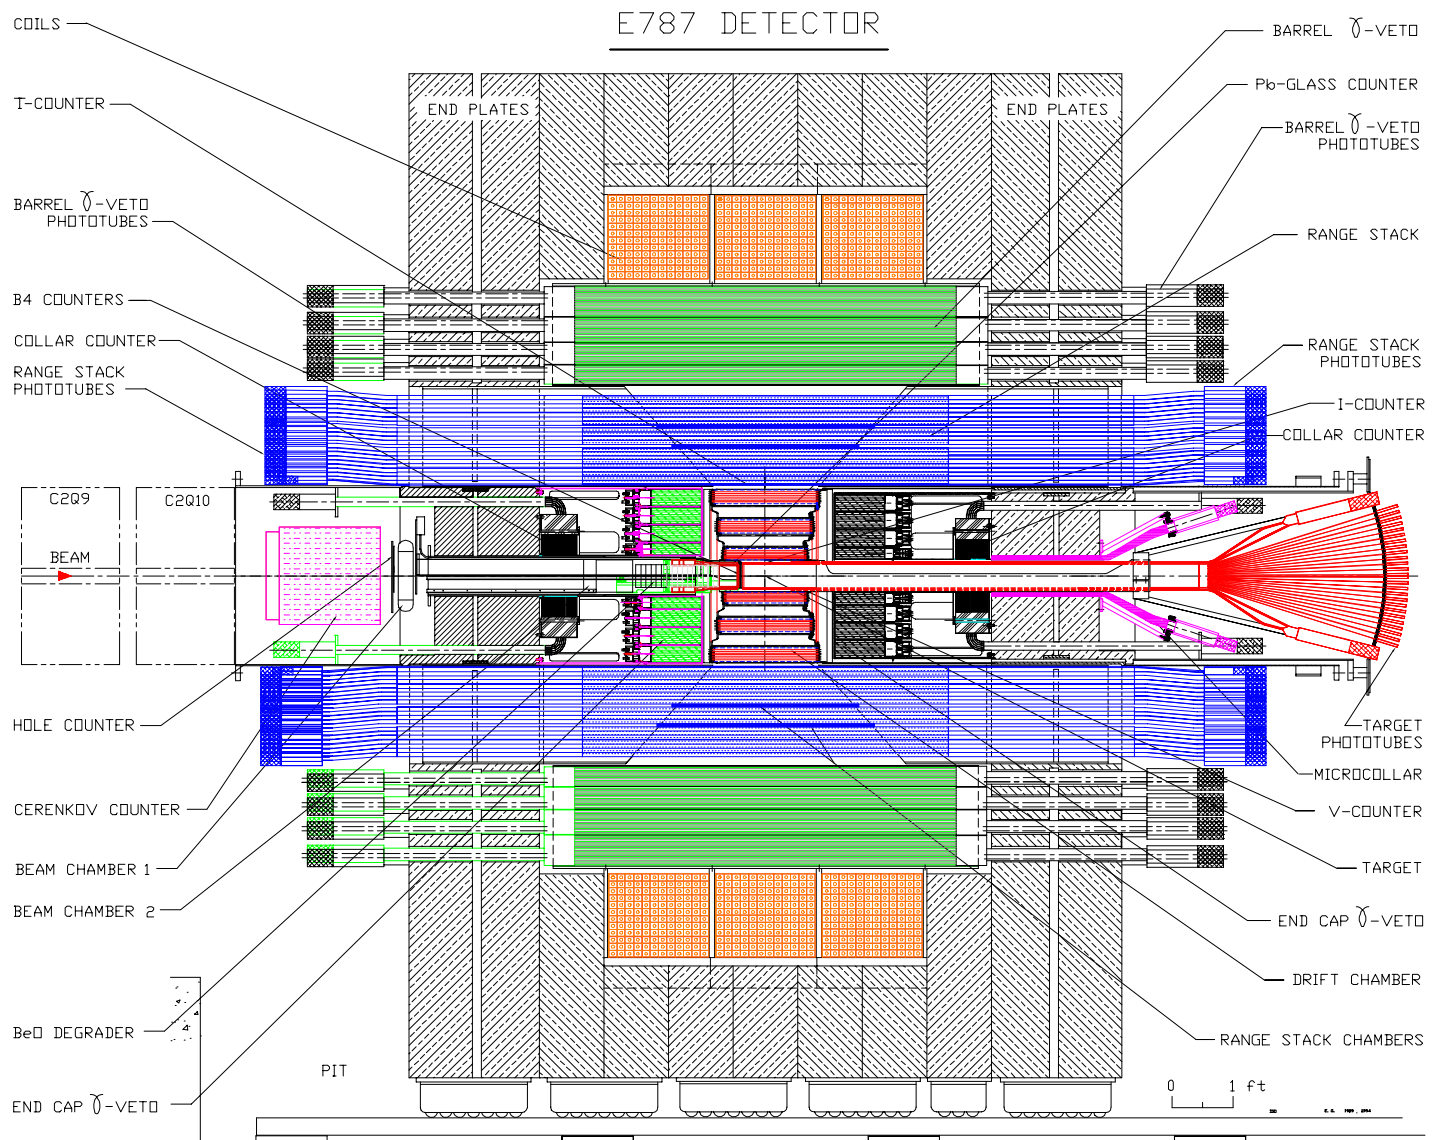 E787 DETECTOR
COILS
T-COUNTER
BARREL γ-VETO
PHOTOTUBES
B4 COUNTERS
COLLAR COUNTER
RANGE STACK
PHOTOTUBES
C2Q9
C2Q10
BEAM
HOLE COUNTER
CERENKOV COUNTER
BEAM CHAMBER 1
BEAM CHAMBER 2
BeO DEGRADER
END CAP γ-VETO
PIT
END PLATES
END PLATES
BARREL γ-VETO
Pb-GLASS COUNTER
BARREL γ-VETO
PHOTOTUBES
RANGE STACK
RANGE STACK
PHOTOTUBES
I-COUNTER
COLLAR COUNTER
TARGET
PHOTOTUBES
MICROCOLLAR
V-COUNTER
TARGET
END CAP γ-VETO
DRIFT CHAMBER
RANGE STACK CHAMBERS
0 1 ft